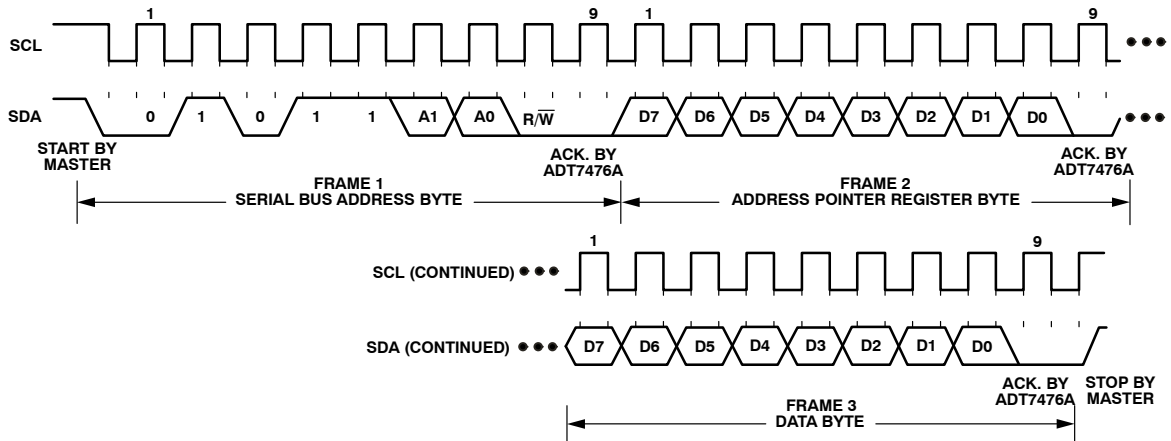 1 9 1 9
SCL
SDA 0 1 0 1 1 A1 A0 R/W̅ D7 D6 D5 D4 D3 D2 D1 D0
START BY
MASTER
ACK. BY
ADT7476A
ACK. BY
ADT7476A
FRAME 1
SERIAL BUS ADDRESS BYTE
FRAME 2
ADDRESS POINTER REGISTER BYTE
1 9
SCL (CONTINUED)
SDA (CONTINUED) D7 D6 D5 D4 D3 D2 D1 D0
ACK. BY
ADT7476A
STOP BY
MASTER
FRAME 3
DATA BYTE